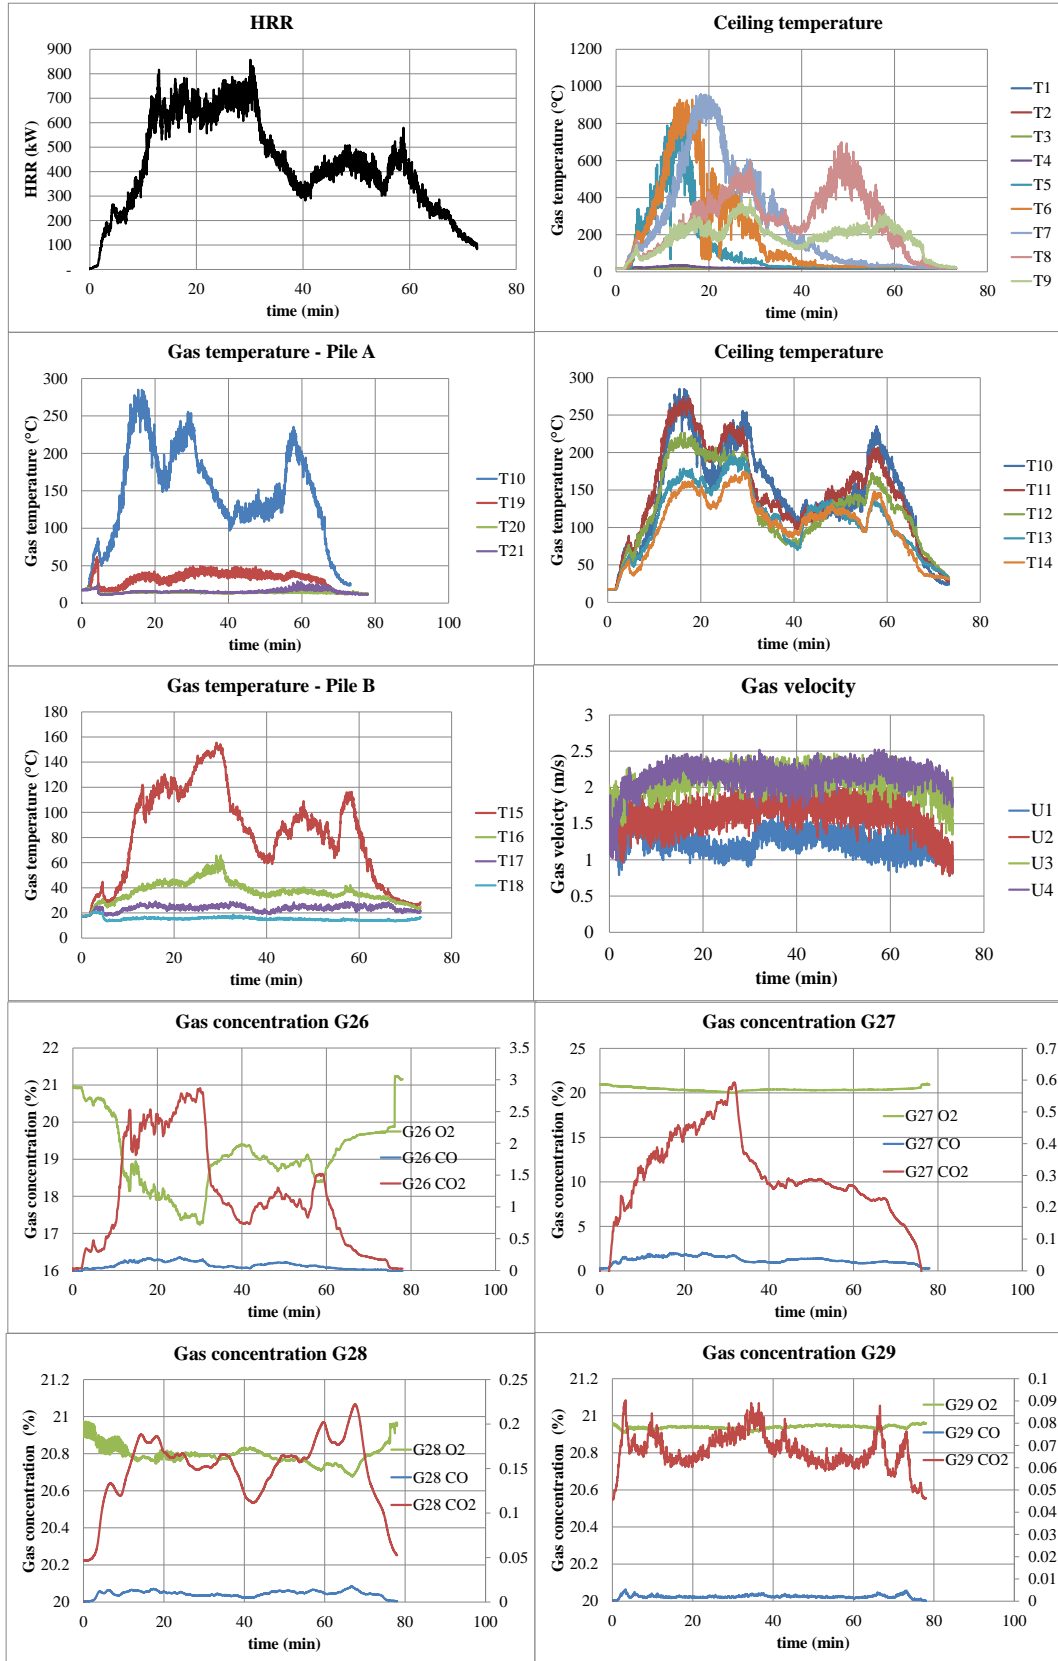 HRR
900
800
700
600
500
400
300
200
100
-
HRR (kW)
0 20 40 60 80
time (min)
Ceiling temperature
1200
1000
800
600
400
200
0
Gas temperature (°C)
0 20 40 60 80
time (min)
T1
T2
T3
T4
T5
T6
T7
T8
T9
Gas temperature - Pile A
300
250
200
150
100
50
0
Gas temperature (°C)
0 20 40 60 80 100
time (min)
T10
T19
T20
T21
Ceiling temperature
300
250
200
150
100
50
0
Gas temperature (°C)
0 20 40 60 80
time (min)
T10
T11
T12
T13
T14
Gas temperature - Pile B
180
160
140
120
100
80
60
40
20
0
Gas temperature (°C)
0 20 40 60 80
time (min)
T15
T16
T17
T18
Gas velocity
3
2.5
2
1.5
1
0.5
0
Gas veloicty (m/s)
0 20 40 60 80
time (min)
U1
U2
U3
U4
Gas concentration G26
22
21
20
19
18
17
16
Gas concentration (%)
3.5
3
2.5
2
1.5
1
0.5
0
0 20 40 60 80 100
time (min)
G26 O2
G26 CO
G26 CO2
Gas concentration G27
25
20
15
10
5
0
Gas concentration (%)
0.7
0.6
0.5
0.4
0.3
0.2
0.1
0
0 20 40 60 80 100
time (min)
G27 O2
G27 CO
G27 CO2
Gas concentration G28
21.2
21
20.8
20.6
20.4
20.2
20
Gas concentration (%)
0.25
0.2
0.15
0.1
0.05
0
0 20 40 60 80 100
time (min)
G28 O2
G28 CO
G28 CO2
Gas concentration G29
21.2
21
20.8
20.6
20.4
20.2
20
Gas concentration (%)
0.1
0.09
0.08
0.07
0.06
0.05
0.04
0.03
0.02
0.01
0
0 20 40 60 80 100
time (min)
G29 O2
G29 CO
G29 CO2